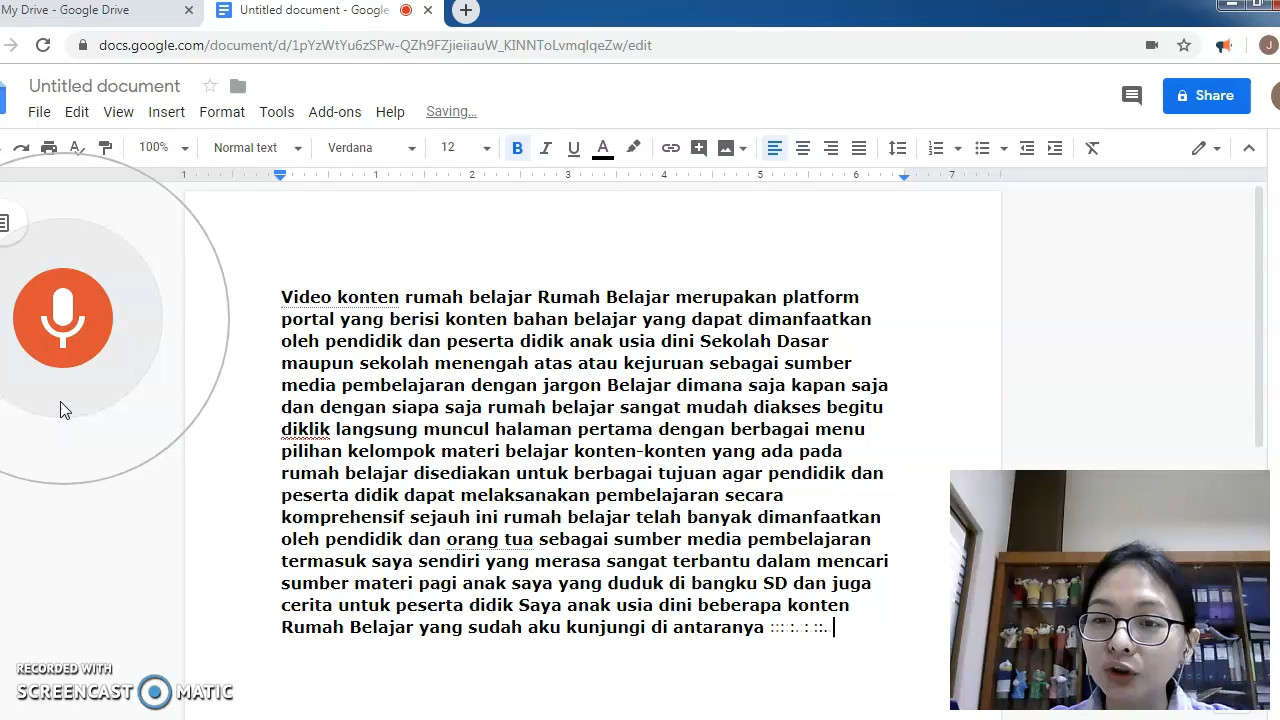 My Drive - Google Drive
Untitled document - Google
docs.google.com/document/d/1pYzWtYu6zSPw-QZh9FZjieiiauW_KINNToLvmqlqeZw/edit
J
Untitled document
File Edit View Insert Format Tools Add-ons Help Saving...
Share
100% Normal text Verdana 12 B I U A
1 1 2 3 4 5 6 7
Video konten rumah belajar Rumah Belajar merupakan platform
portal yang berisi konten bahan belajar yang dapat dimanfaatkan
oleh pendidik dan peserta didik anak usia dini Sekolah Dasar
maupun sekolah menengah atas atau kejuruan sebagai sumber
media pembelajaran dengan jargon Belajar dimana saja kapan saja
dan dengan siapa saja rumah belajar sangat mudah diakses begitu
diklik langsung muncul halaman pertama dengan berbagai menu
pilihan kelompok materi belajar konten-konten yang ada pada
rumah belajar disediakan untuk berbagai tujuan agar pendidik dan
peserta didik dapat melaksanakan pembelajaran secara
komprehensif sejauh ini rumah belajar telah banyak dimanfaatkan
oleh pendidik dan orang tua sebagai sumber media pembelajaran
termasuk saya sendiri yang merasa sangat terbantu dalam mencari
sumber materi pagi anak saya yang duduk di bangku SD dan juga
cerita untuk peserta didik Saya anak usia dini beberapa konten
Rumah Belajar yang sudah aku kunjungi di antaranya
RECORDED WITH
SCREENCAST MATIC